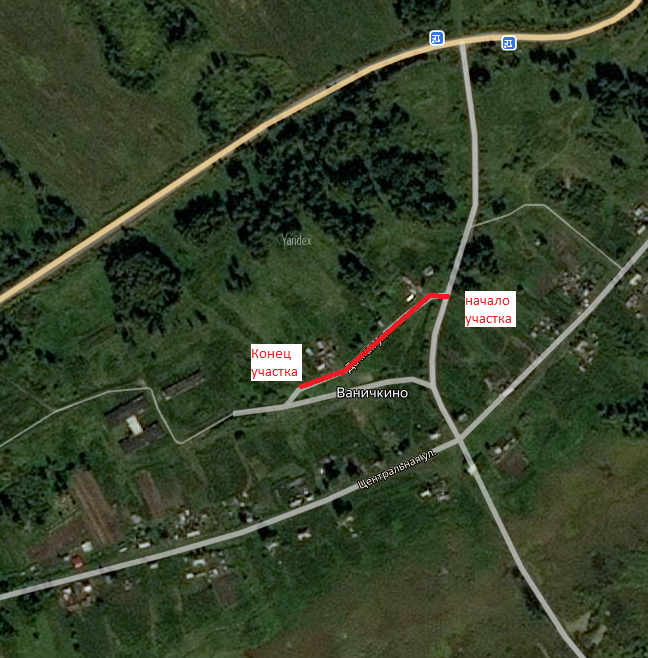 Yandex
начало
участка
Конец
участка
Ваничкино
Центральная ул.